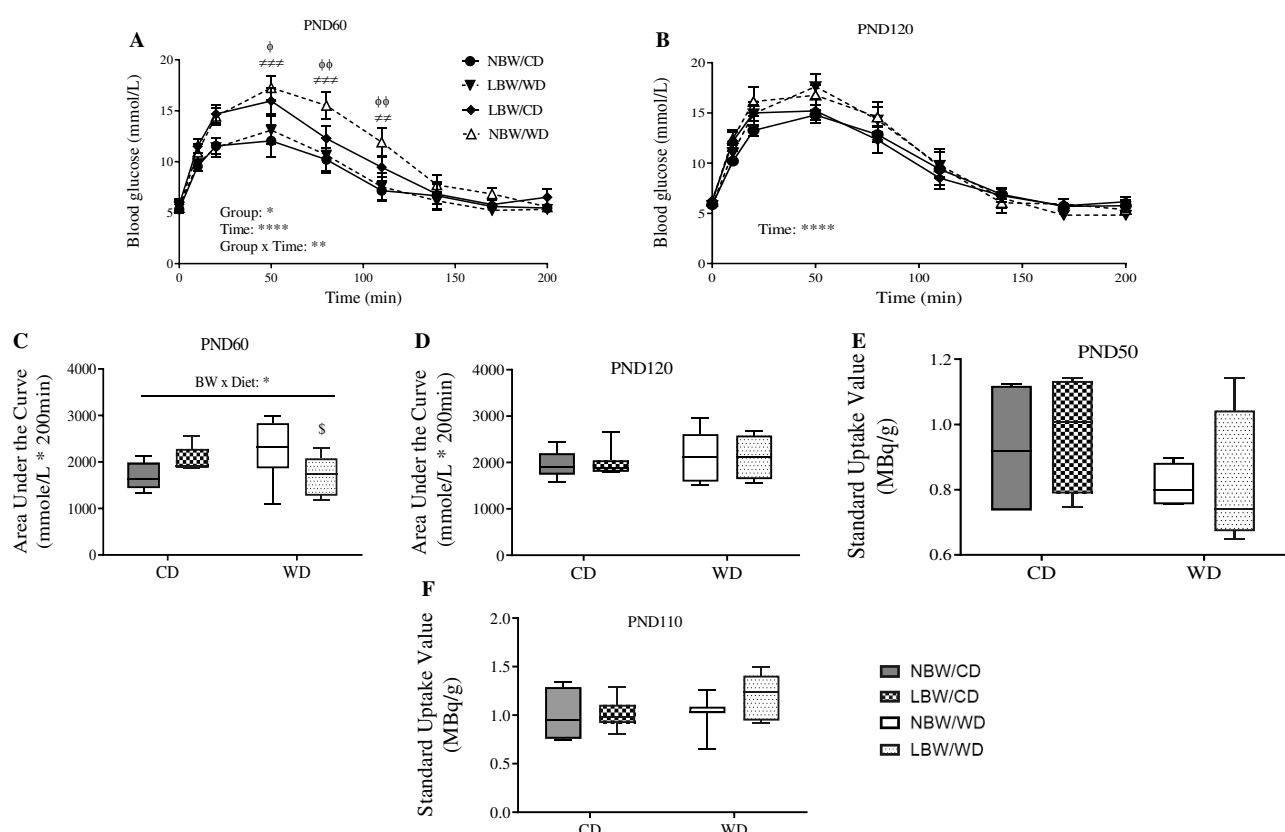 A
PND60
Blood glucose (mmol/L)
20
15
10
5
0
ϕ
≠≠≠
ϕϕ
≠≠≠
ϕϕ
≠≠
NBW/CD
LBW/WD
LBW/CD
NBW/WD
Group: *
Time: ****
Group x Time: **
0 50 100 150 200
Time (min)
B
PND120
Blood glucose (mmol/L)
20
15
10
5
0
Time: ****
0 50 100 150 200
Time (min)
C
PND60
Area Under the Curve
(mmole/L * 200min)
4000
3000
2000
1000
0
BW x Diet: *
$
CD WD
D
PND120
Area Under the Curve
(mmole/L * 200min)
4000
3000
2000
1000
0
CD WD
E
PND50
Standard Uptake Value
(MBq/g)
1.2
1.0
0.8
0.6
CD WD
F
PND110
Standard Uptake Value
(MBq/g)
2.0
1.5
1.0
0.5
0.0
CD WD
NBW/CD
LBW/CD
NBW/WD
LBW/WD